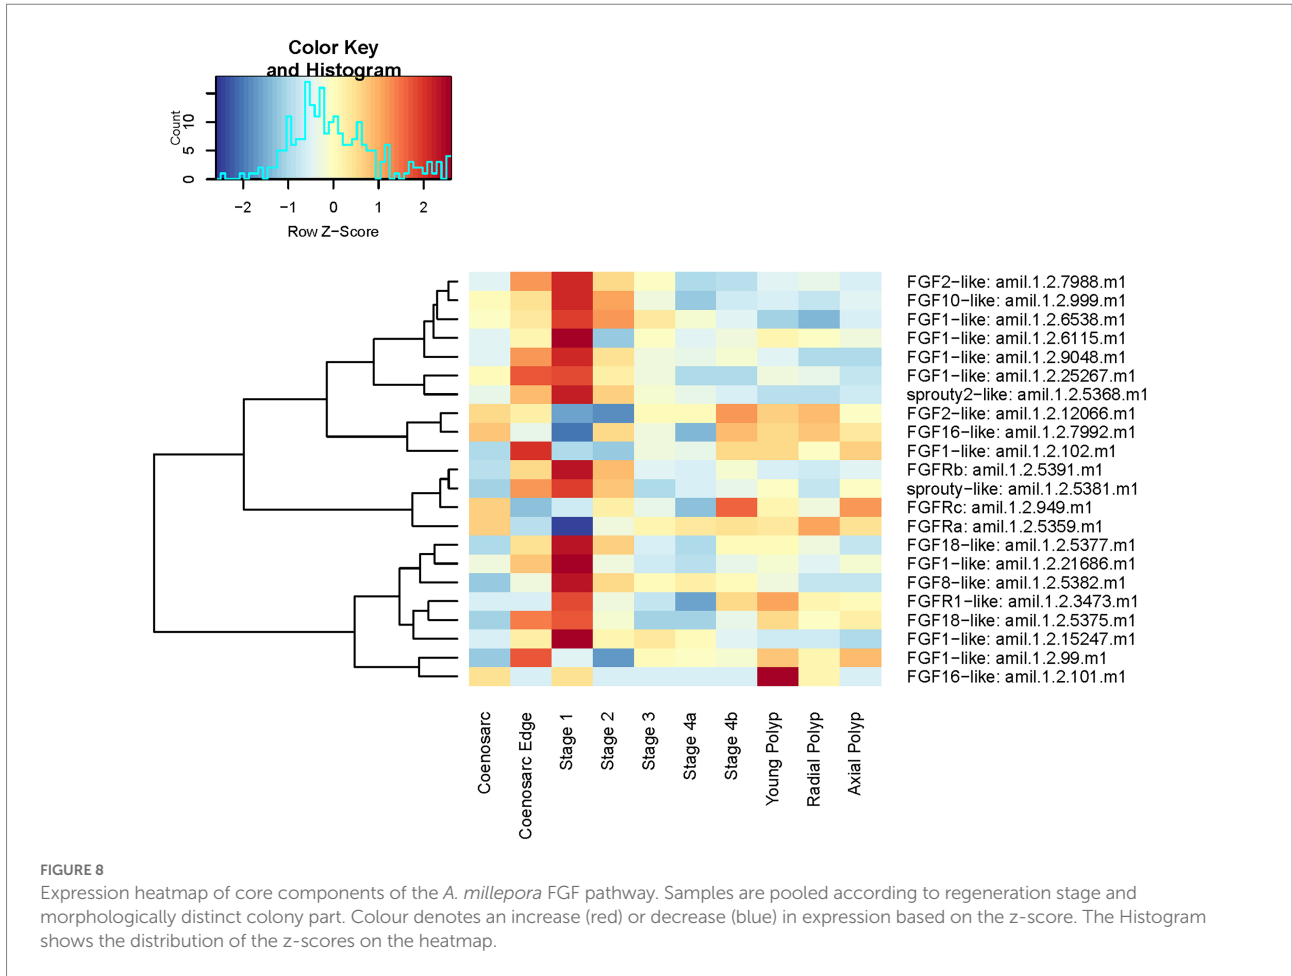 Color Key
and Histogram
Count
0 5 10
−2 −1 0 1 2
Row Z−Score
FGF2−like: amil.1.2.7988.m1
FGF10−like: amil.1.2.999.m1
FGF1−like: amil.1.2.6538.m1
FGF1−like: amil.1.2.6115.m1
FGF1−like: amil.1.2.9048.m1
FGF1−like: amil.1.2.25267.m1
sprouty2−like: amil.1.2.5368.m1
FGF2−like: amil.1.2.12066.m1
FGF16−like: amil.1.2.7992.m1
FGF1−like: amil.1.2.102.m1
FGFRb: amil.1.2.5391.m1
sprouty−like: amil.1.2.5381.m1
FGFRc: amil.1.2.949.m1
FGFRa: amil.1.2.5359.m1
FGF18−like: amil.1.2.5377.m1
FGF1−like: amil.1.2.21686.m1
FGF8−like: amil.1.2.5382.m1
FGFR1−like: amil.1.2.3473.m1
FGF18−like: amil.1.2.5375.m1
FGF1−like: amil.1.2.15247.m1
FGF1−like: amil.1.2.99.m1
FGF16−like: amil.1.2.101.m1
Coenosarc
Coenosarc Edge
Stage 1
Stage 2
Stage 3
Stage 4a
Stage 4b
Young Polyp
Radial Polyp
Axial Polyp
FIGURE 8
Expression heatmap of core components of the A. millepora FGF pathway. Samples are pooled according to regeneration stage and
morphologically distinct colony part. Colour denotes an increase (red) or decrease (blue) in expression based on the z-score. The Histogram
shows the distribution of the z-scores on the heatmap.